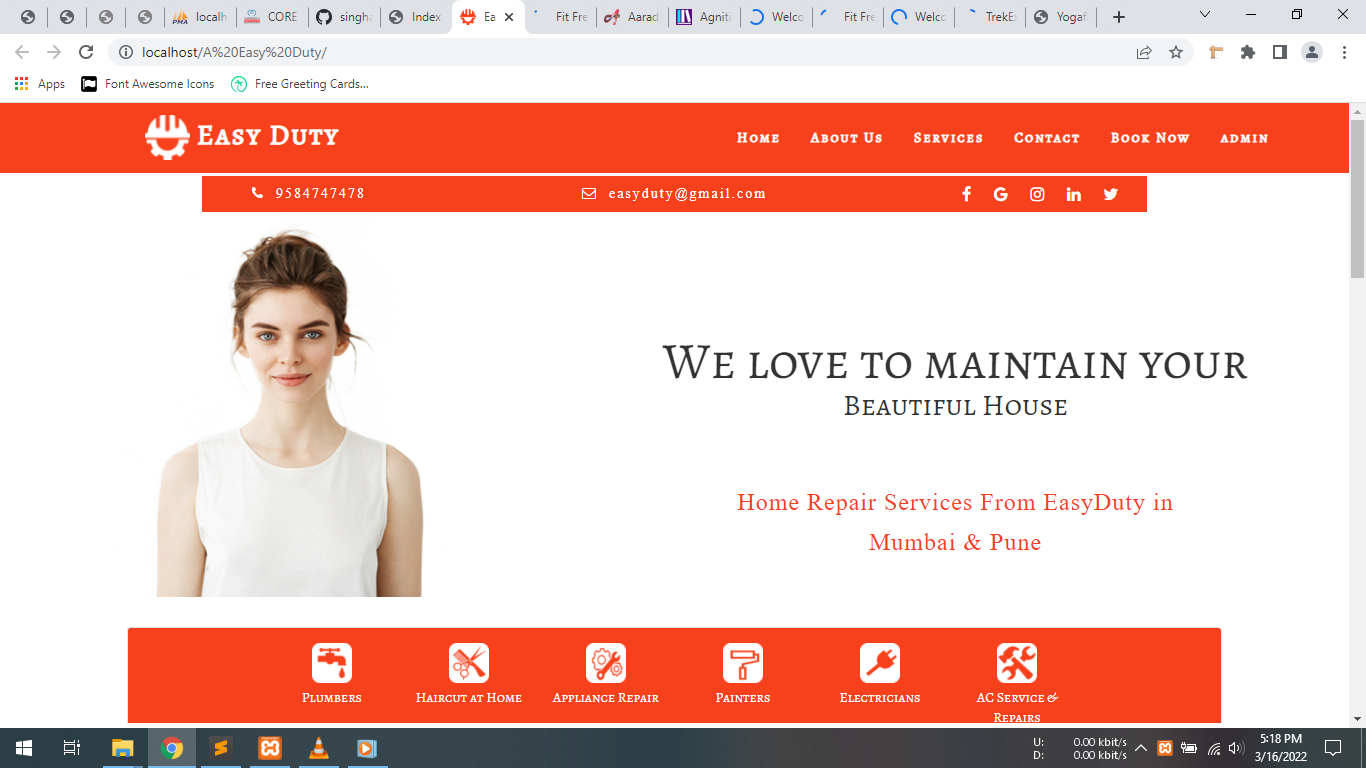 localh
CORE
singha
Index
Ea
Fit Fre
Aarad
Agniti
Welco
Fit Fre
Welco
TrekEx
Yogaf
localhost/A%20Easy%20Duty/
Apps
Font Awesome Icons
Free Greeting Cards...
Easy Duty
Home
About Us
Services
Contact
Book Now
admin
9584747478
easyduty@gmail.com
We love to maintain your
Beautiful House
Home Repair Services From EasyDuty in
Mumbai & Pune
Plumbers
Haircut at Home
Appliance Repair
Painters
Electricians
AC Service &
Repairs
U: 0.00 kbit/s
D: 0.00 kbit/s
5:18 PM
3/16/2022